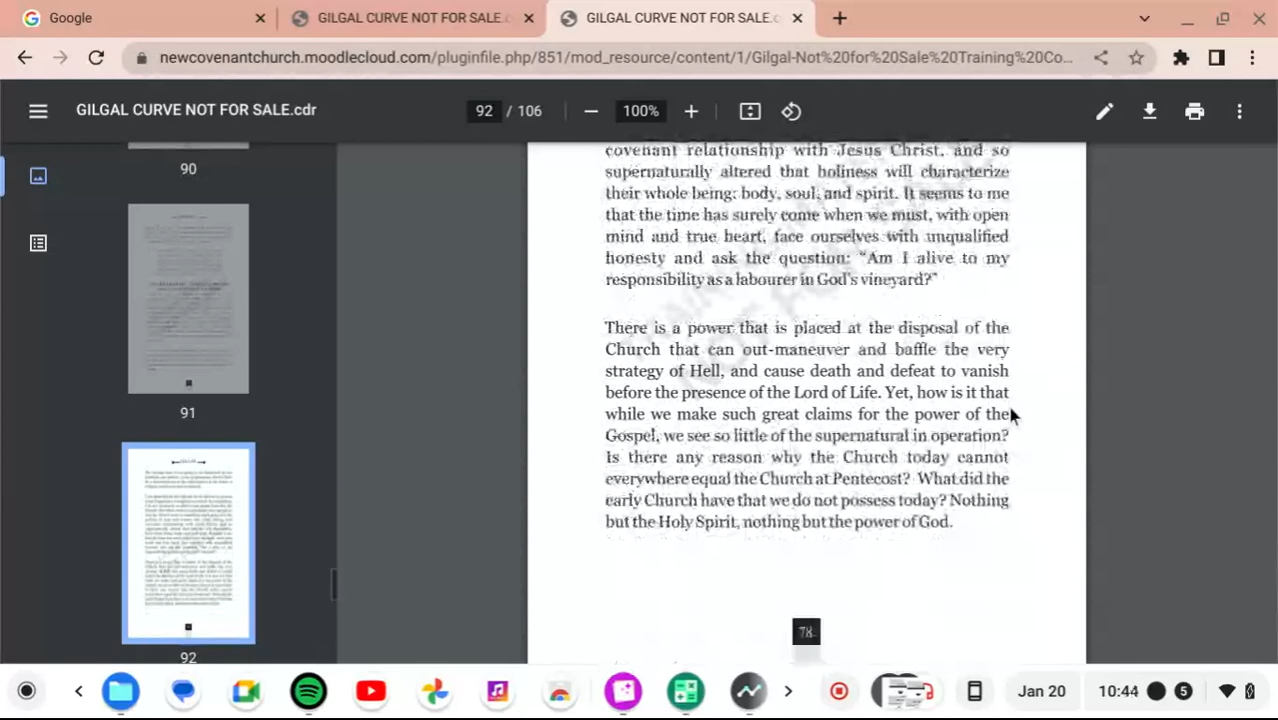 Google
GILGAL CURVE NOT FOR SALE.c
GILGAL CURVE NOT FOR SALE.c
newcovenantchurch.moodlecloud.com/pluginfile.php/851/mod_resource/content/1/Gilgal-Not%20for%20Sale%20Training%20Co...
GILGAL CURVE NOT FOR SALE.cdr
92 / 106
100%
90
91
92
covenant relationship with Jesus Christ, and so
supernaturally altered that holiness will characterize
their whole being: body, soul, and spirit. It seems to me
that the time has surely come when we must, with open
mind and true heart, face ourselves with unqualified
honesty and ask the question: "Am I alive to my
responsibility as a labourer in God's vineyard?"
There is a power that is placed at the disposal of the
Church that can out-maneuver and baffle the very
strategy of Hell, and cause death and defeat to vanish
before the presence of the Lord of Life. Yet, how is it that
while we make such great claims for the power of the
Gospel, we see so little of the supernatural in operation?
Is there any reason why the Church today cannot
everywhere equal the Church at Pentecost? What did the
early Church have that we do not possess today? Nothing
but the Holy Spirit, nothing but the power of God.
78
Jan 20
10:44
5